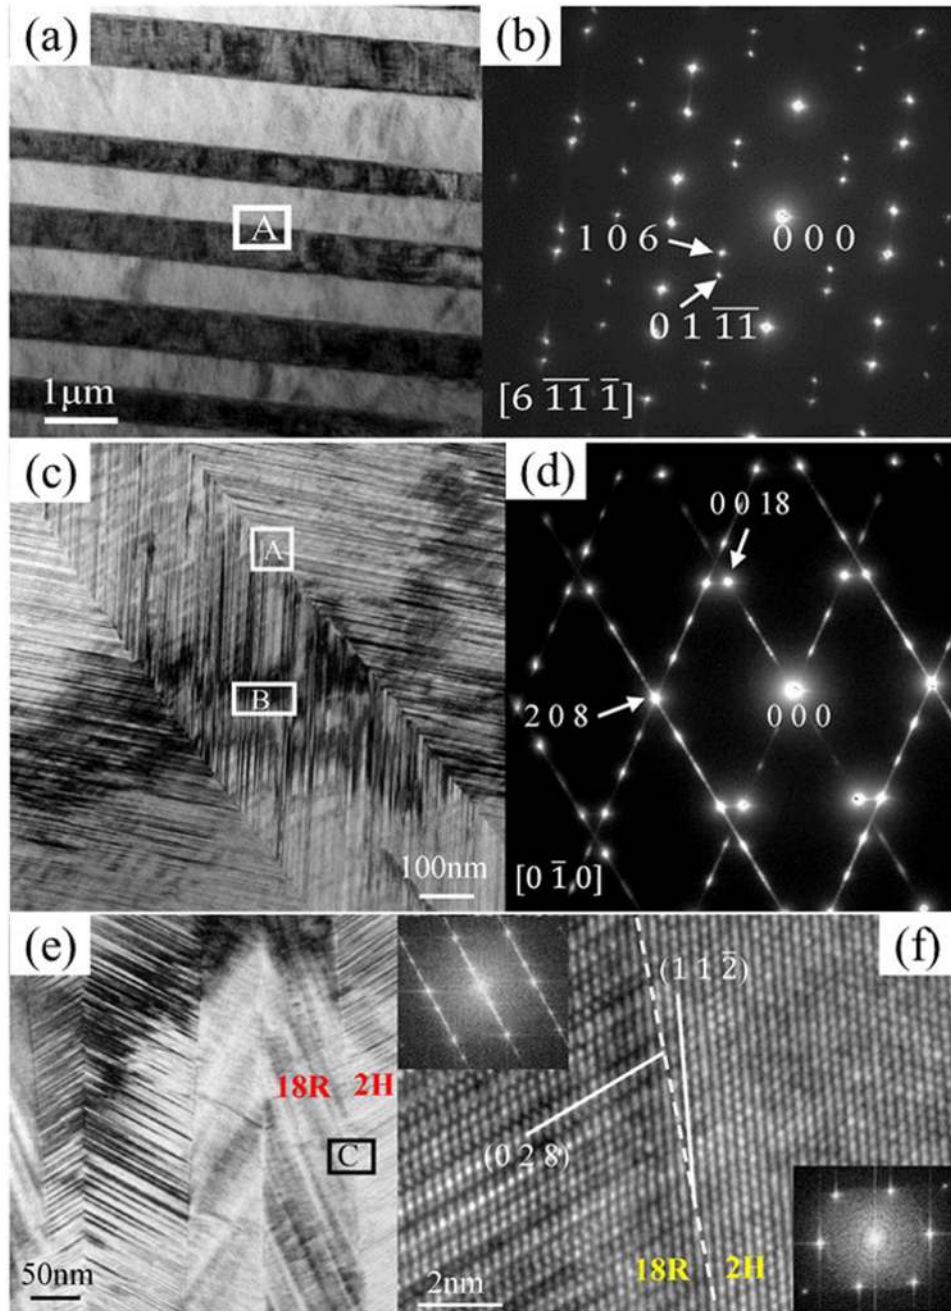 (a)
A
1μm
(b)
1 0 6
0 0 0
0 1 1̅1̅
[6 1̅1̅ 1̅]
(c)
A
B
100nm
(d)
0 0 18
2 0 8
0 0 0
[0 1̅ 0]
(e)
18R 2H
C
50nm
(f)
(1 1 2̅)
(0 2 8)
18R 2H
2nm